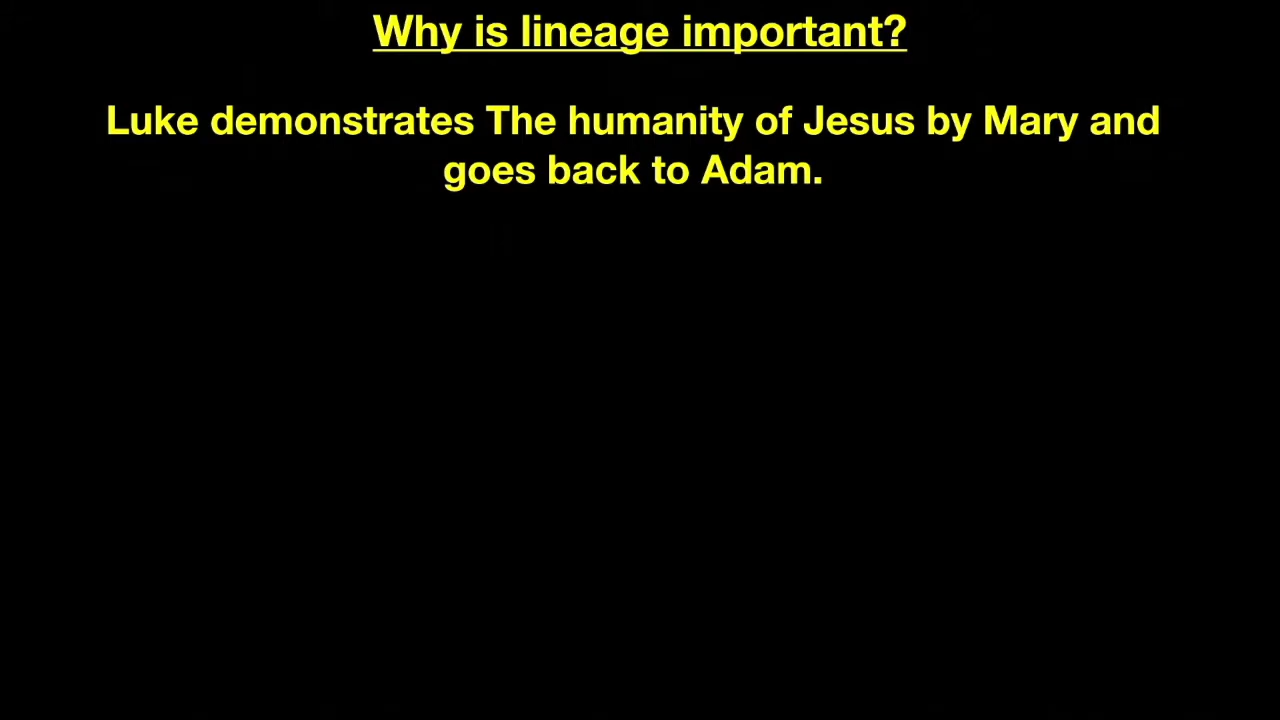 Why is lineage important?
Luke demonstrates The humanity of Jesus by Mary and
goes back to Adam.